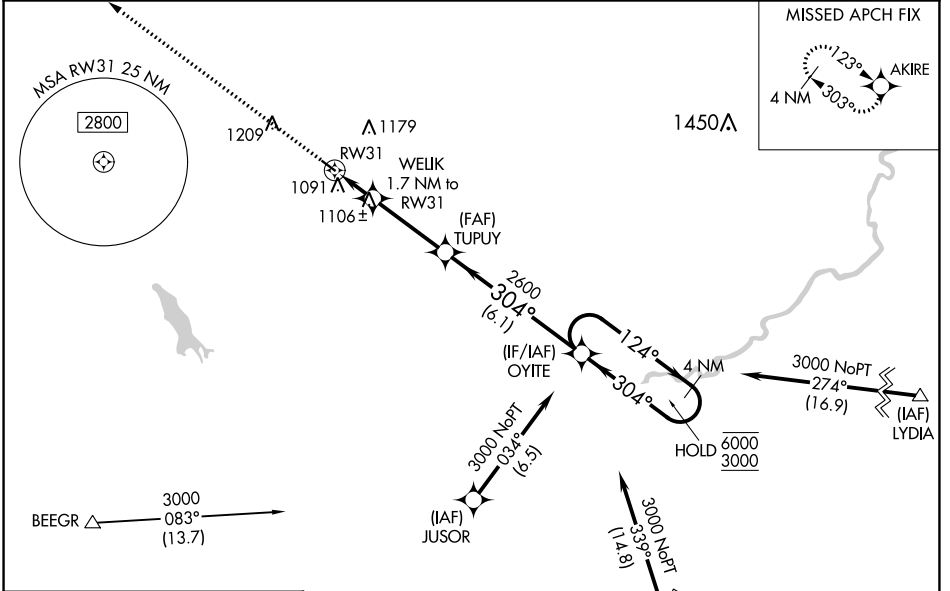 MISSED APCH FIX
123°
AKIRE
4 NM
303°
MSA RW31 25 NM
2800
1209
1179
1450
RW31
WELIK
1.7 NM to
RW31
1091
1106±
(FAF)
TUPUY
2600
304°
(6.1)
(IF/IAF)
OYITE
124°
4 NM
304°
3000 NoPT
274°
(16.9)
(IAF)
LYDIA
HOLD
6000
3000
3000 NoPT
034°
(6.5)
(IAF)
JUSOR
BEEGR
3000
083°
(13.7)
3000 NoPT
339°
(14.8)